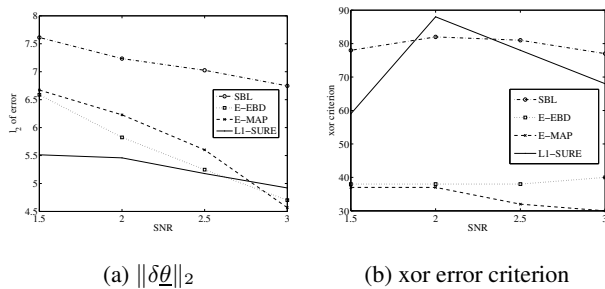 8
7.5
7
6.5
6
5.5
5
4.5
1.5 2 2.5 3
SNR
l₂ of error
SBL
E−EBD
E−MAP
L1−SURE
90
80
70
60
50
40
30
1.5 2 2.5 3
SNR
xor criterion
SBL
E−EBD
E−MAP
L1−SURE
(a) ‖δθ‖₂
(b) xor error criterion